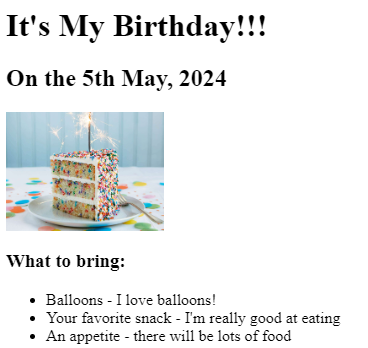 It's My Birthday!!!
On the 5th May, 2024
What to bring:
• Balloons - I love balloons!
• Your favorite snack - I'm really good at eating
• An appetite - there will be lots of food